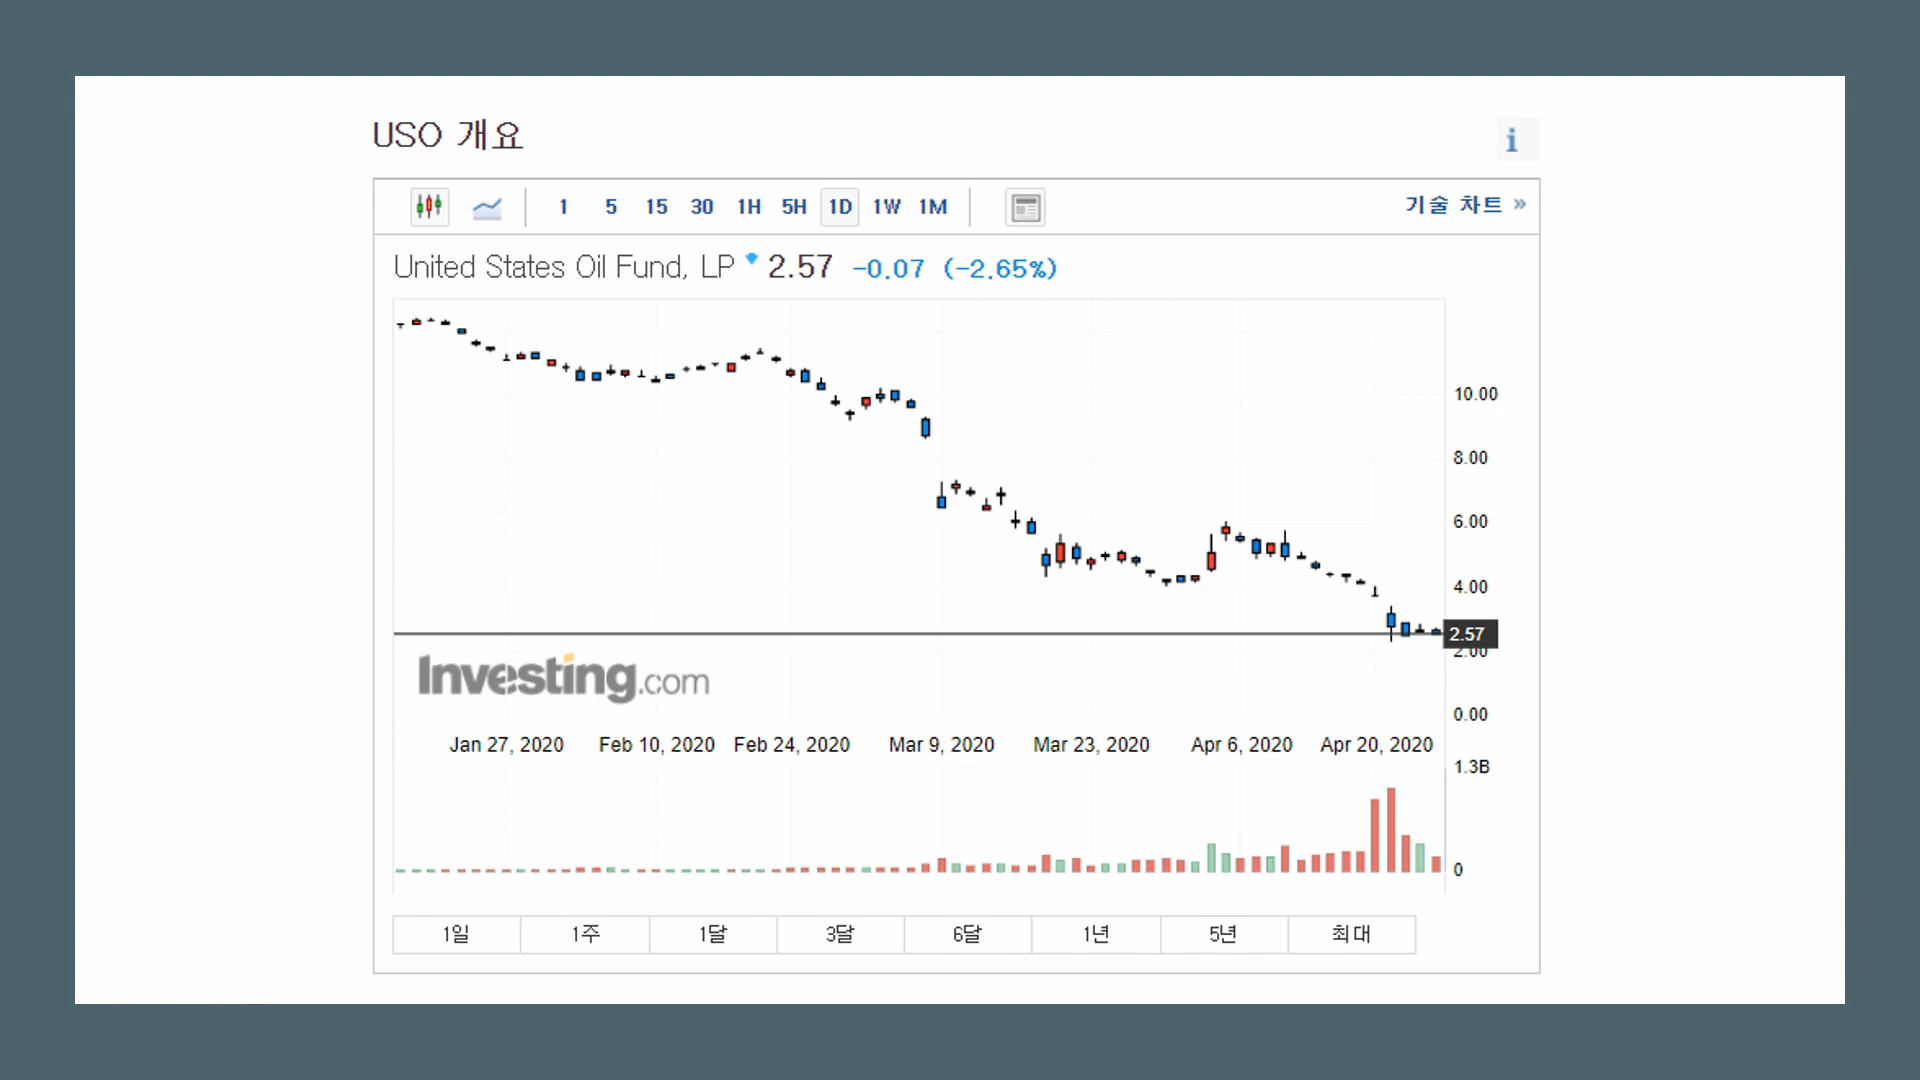 USO 개요
i
1 5 15 30 1H 5H 1D 1W 1M 기술 차트 »
United States Oil Fund, LP 2.57 -0.07 (-2.65%)
10.00
8.00
6.00
4.00
2.57
2.00
Investing.com
0.00
Jan 27, 2020 Feb 10, 2020 Feb 24, 2020 Mar 9, 2020 Mar 23, 2020 Apr 6, 2020 Apr 20, 2020
1.3B
0
1일 1주 1달 3달 6달 1년 5년 최대